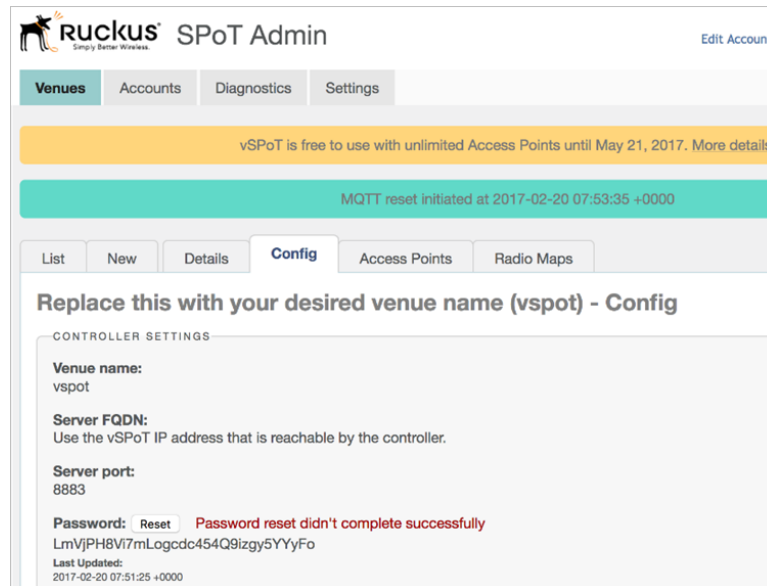 RUCKUS SPoT Admin
Simply Better Wireless.
Edit Accoun
Venues Accounts Diagnostics Settings
vSPoT is free to use with unlimited Access Points until May 21, 2017. More details
MQTT reset initiated at 2017-02-20 07:53:35 +0000
List New Details Config Access Points Radio Maps
Replace this with your desired venue name (vspot) - Config
CONTROLLER SETTINGS
Venue name:
vspot
Server FQDN:
Use the vSPoT IP address that is reachable by the controller.
Server port:
8883
Password: Reset Password reset didn't complete successfully
LmVjPH8Vi7mLogcdc454Q9izgy5YYyFo
Last Updated:
2017-02-20 07:51:25 +0000